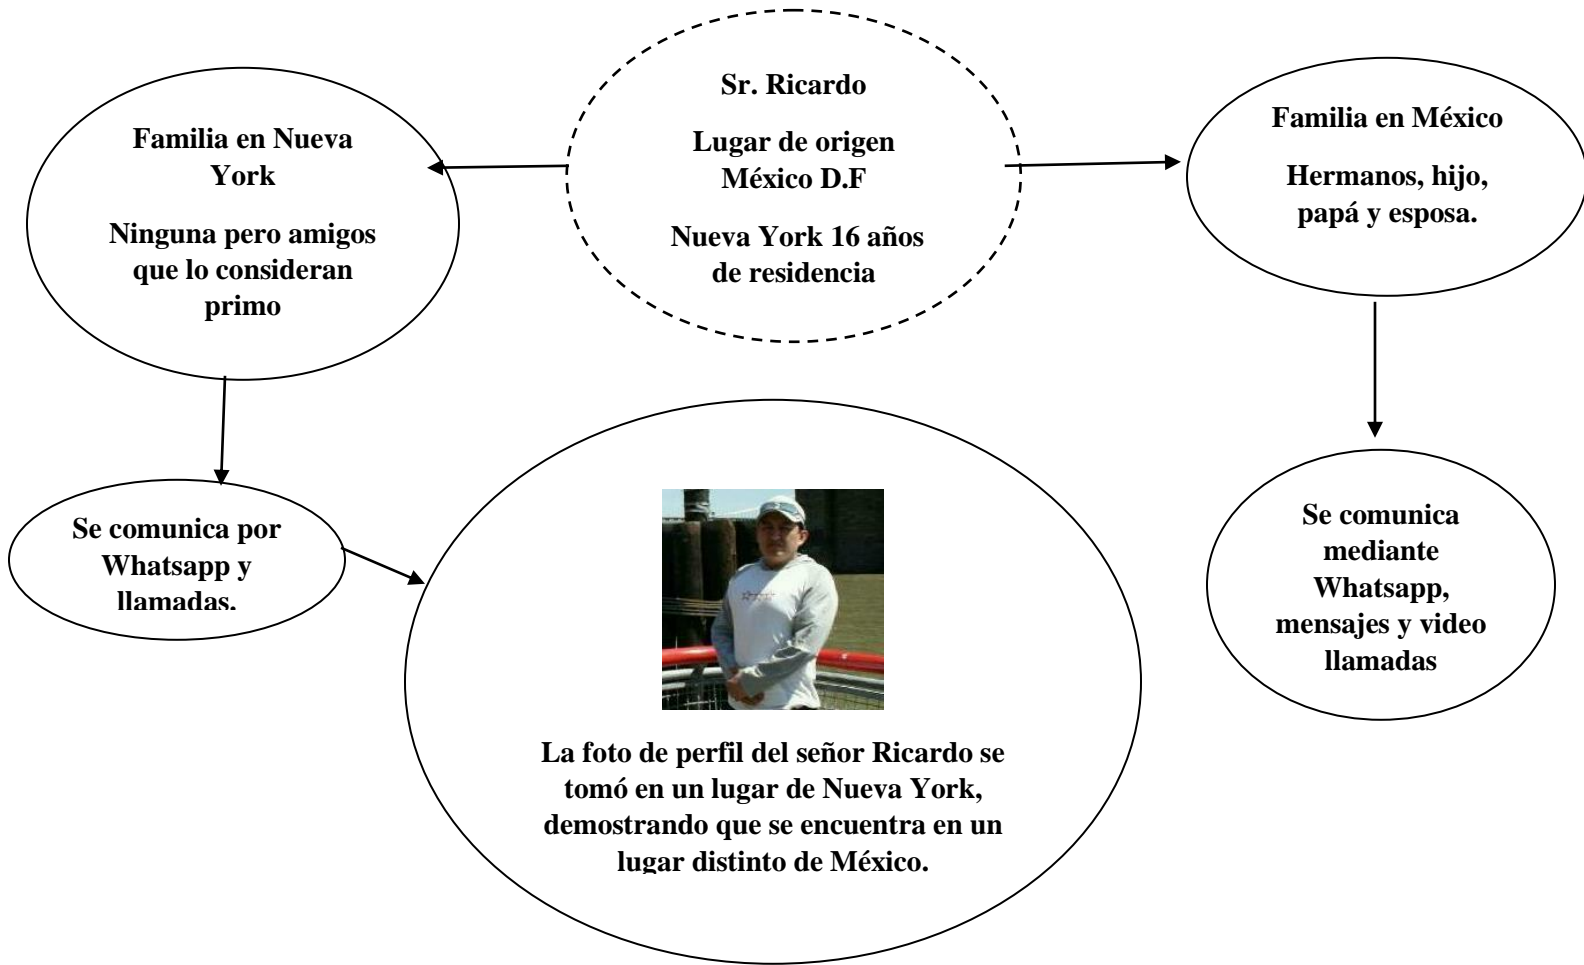 Sr. Ricardo
Lugar de origen
México D.F
Nueva York 16 años
de residencia
Familia en Nueva
York
Ninguna pero amigos
que lo consideran
primo
Familia en México
Hermanos, hijo,
papá y esposa.
Se comunica por
Whatsapp y
llamadas.
La foto de perfil del señor Ricardo se
tomó en un lugar de Nueva York,
demostrando que se encuentra en un
lugar distinto de México.
Se comunica
mediante
Whatsapp,
mensajes y video
llamadas